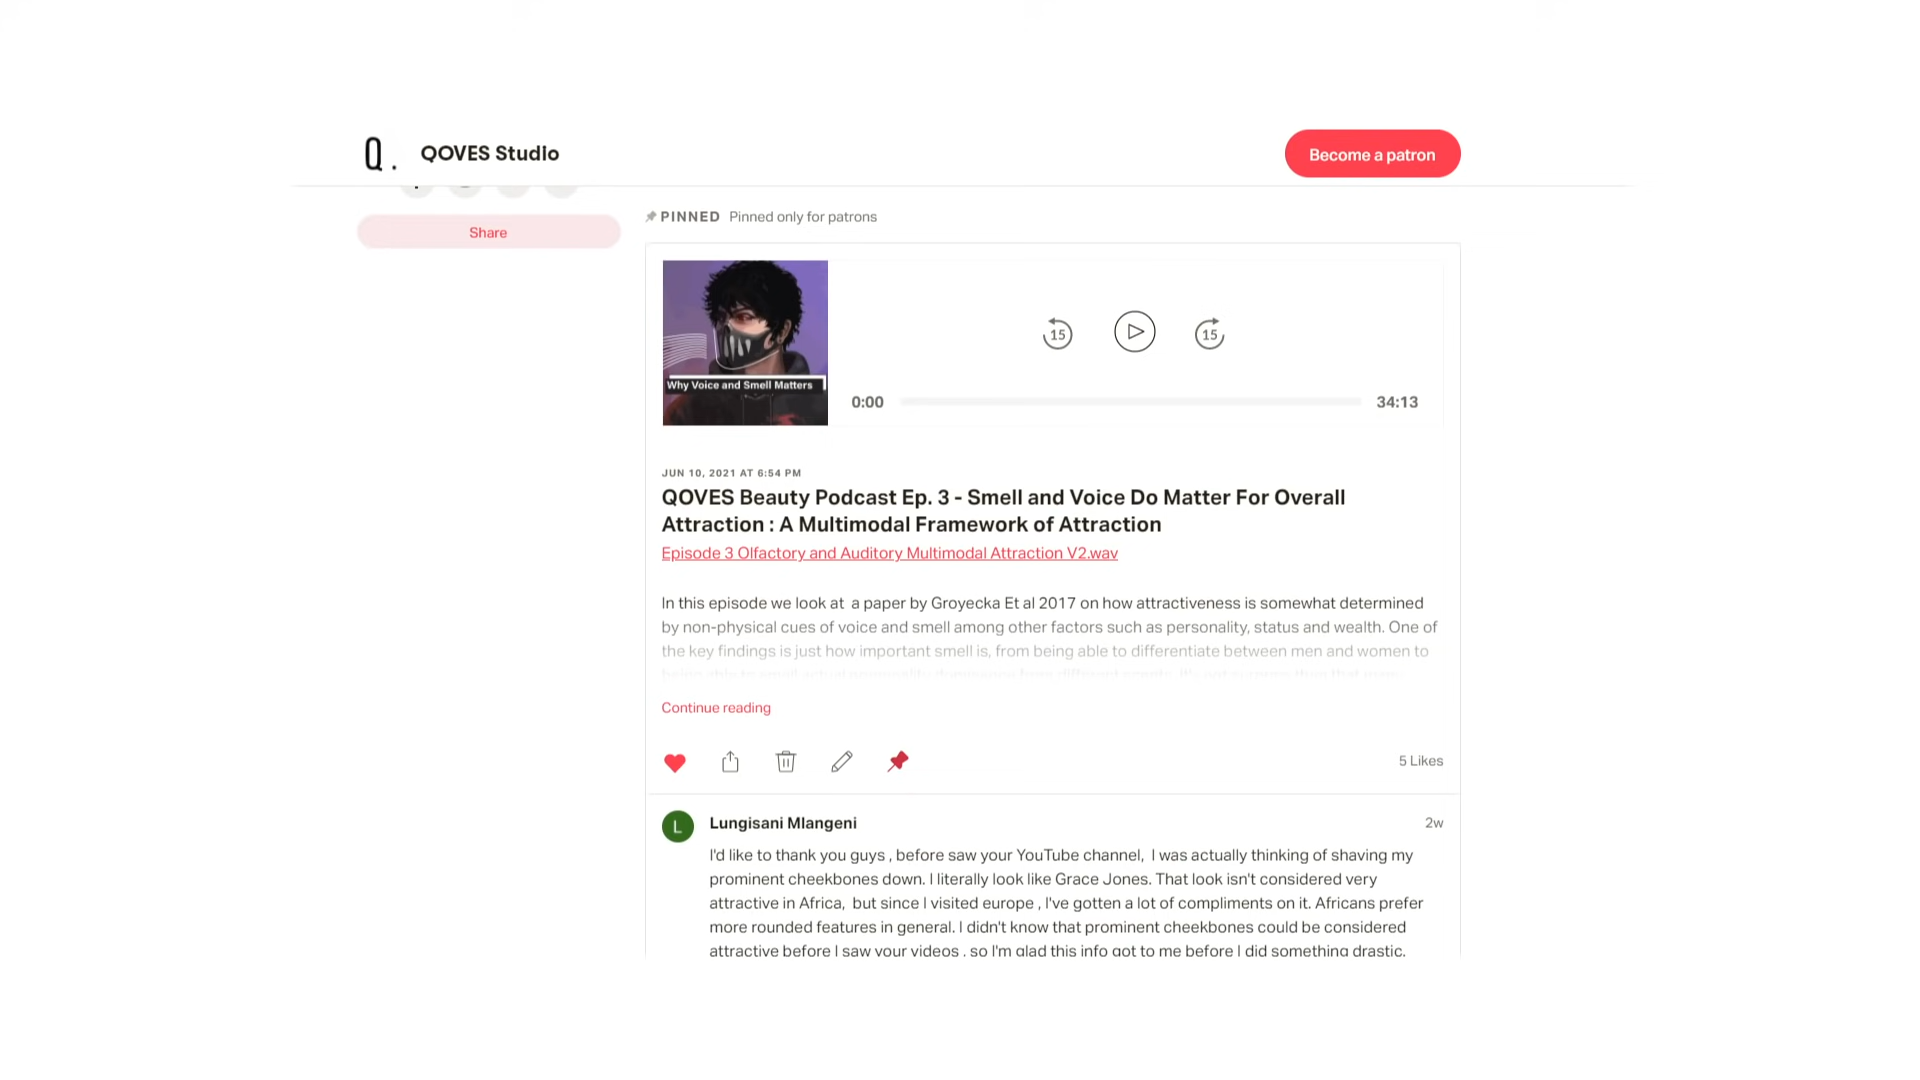 Q. QOVES Studio
Become a patron
Share
PINNED Pinned only for patrons
Why Voice and Smell Matters
15
15
0:00
34:13
JUN 10, 2021 AT 6:54 PM
QOVES Beauty Podcast Ep. 3 - Smell and Voice Do Matter For Overall
Attraction : A Multimodal Framework of Attraction
Episode 3 Olfactory and Auditory Multimodal Attraction V2.wav
In this episode we look at a paper by Groyecka Et al 2017 on how attractiveness is somewhat determined
by non-physical cues of voice and smell among other factors such as personality, status and wealth. One of
the key findings is just how important smell is, from being able to differentiate between men and women to
Continue reading
5 Likes
L
Lungisani Mlangeni
2w
I'd like to thank you guys , before saw your YouTube channel, I was actually thinking of shaving my
prominent cheekbones down. I literally look like Grace Jones. That look isn't considered very
attractive in Africa, but since I visited europe , I've gotten a lot of compliments on it. Africans prefer
more rounded features in general. I didn't know that prominent cheekbones could be considered
attractive before I saw your videos , so I'm glad this info got to me before I did something drastic.